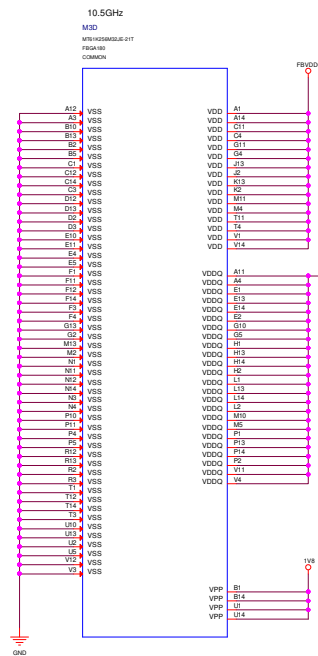 10.5GHz
M3D
MT61K256M32JE-21T
FBGA180
COMMON
FBVDD
A12 VSS VDD A1
A3 VSS VDD A14
B10 VSS VDD C11
B13 VSS VDD C4
B2 VSS VDD G11
B5 VSS VDD G4
C1 VSS VDD J13
C12 VSS VDD J2
C14 VSS VDD K13
C3 VSS VDD K2
D12 VSS VDD M11
D13 VSS VDD M4
D2 VSS VDD T11
D3 VSS VDD T4
E10 VSS VDD V1
E11 VSS VDD V14
E4 VSS
E5 VSS
F1 VSS VDDQ A11
F11 VSS VDDQ A4
F12 VSS VDDQ E1
F14 VSS VDDQ E13
F3 VSS VDDQ E14
F4 VSS VDDQ E2
G13 VSS VDDQ G10
G2 VSS VDDQ G5
M13 VSS VDDQ H1
M2 VSS VDDQ H13
N1 VSS VDDQ H14
N11 VSS VDDQ H2
N12 VSS VDDQ L1
N14 VSS VDDQ L13
N3 VSS VDDQ L14
N4 VSS VDDQ L2
P10 VSS VDDQ M10
P11 VSS VDDQ M5
P4 VSS VDDQ P1
P5 VSS VDDQ P13
R12 VSS VDDQ P14
R13 VSS VDDQ P2
R2 VSS VDDQ V11
R3 VSS VDDQ V4
T1 VSS
T12 VSS
T14 VSS
T3 VSS
U10 VSS
U13 VSS
U2 VSS
U5 VSS
V12 VSS
V3 VSS
1V8
VPP B1
VPP B14
VPP U1
VPP U14
GND